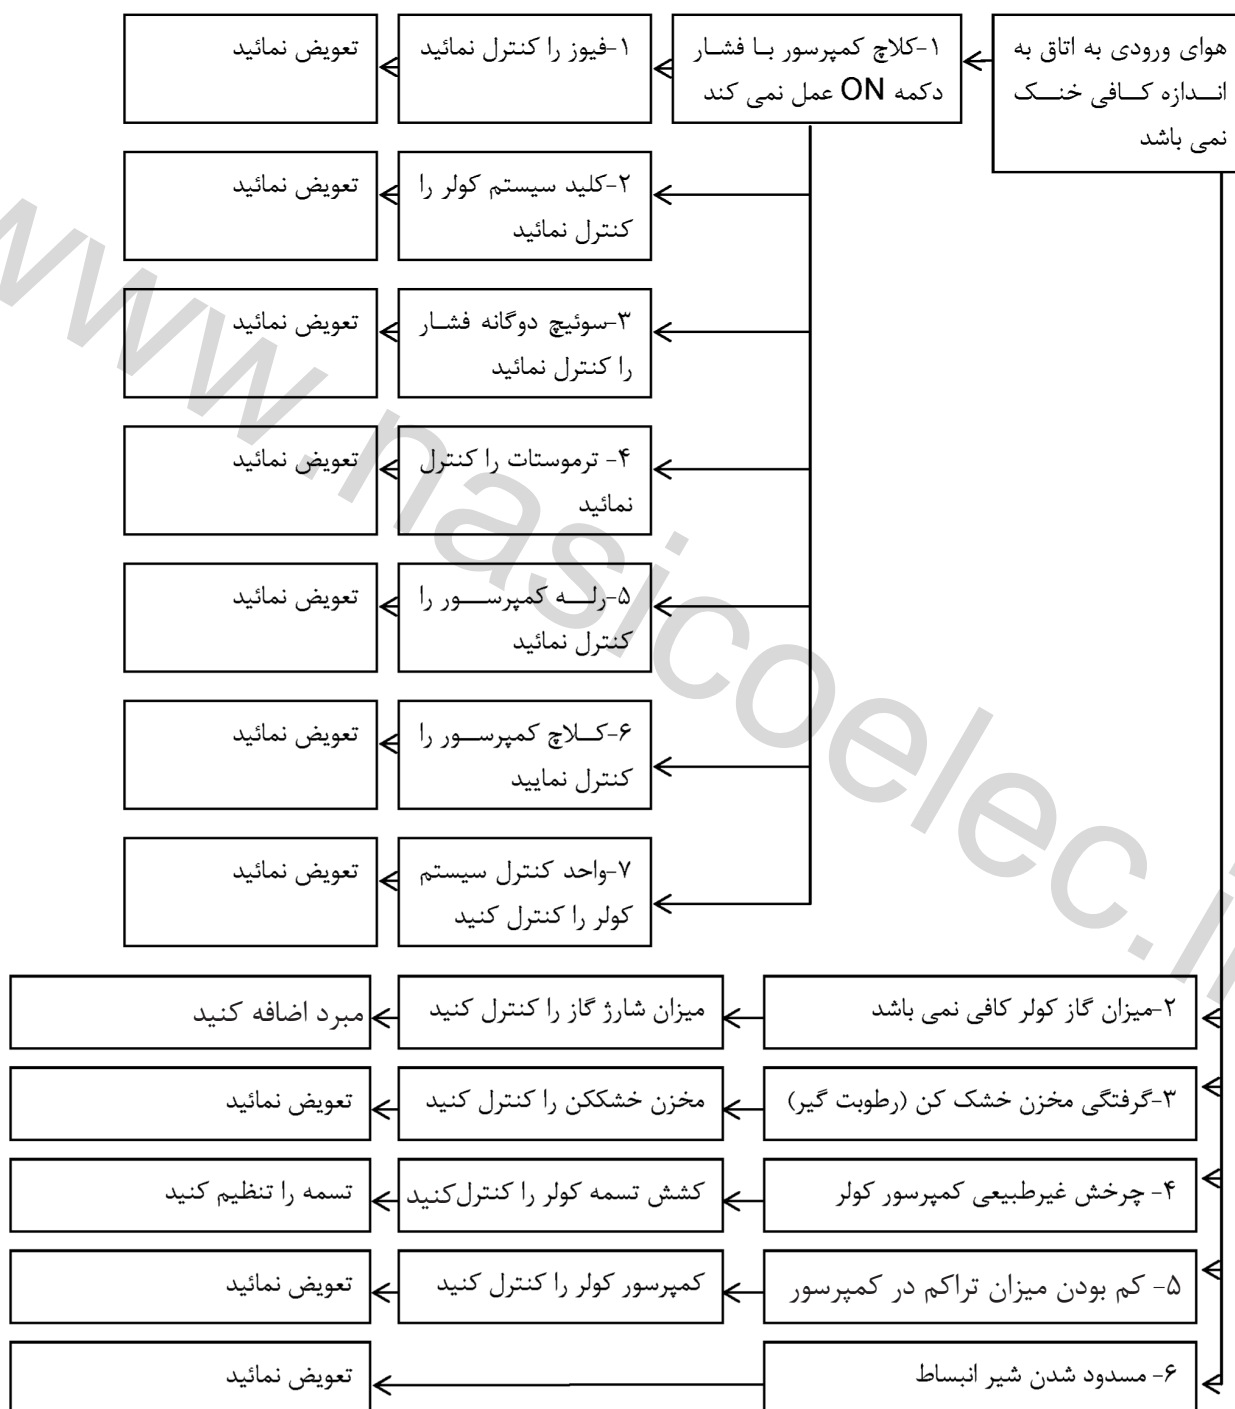 هوای ورودی به اتاق به
اندازه کافی خنک
نمی باشد
۱-کلاچ کمپرسور با فشار
دکمه ON عمل نمی کند
۱-فیوز را کنترل نمائید
تعویض نمائید
۲-کلید سیستم کولر را
کنترل نمائید
تعویض نمائید
۳-سوئیچ دوگانه فشار
را کنترل نمائید
تعویض نمائید
۴- ترموستات را کنترل
نمائید
تعویض نمائید
۵-رله کمپرسور را
کنترل نمائید
تعویض نمائید
۶-کلاچ کمپرسور را
کنترل نمایید
تعویض نمائید
۷-واحد کنترل سیستم
کولر را کنترل کنید
تعویض نمائید
۲-میزان گاز کولر کافی نمی باشد
میزان شارژ گاز را کنترل کنید
مبرد اضافه کنید
۳-گرفتگی مخزن خشک کن (رطوبت گیر)
مخزن خشککن را کنترل کنید
تعویض نمائید
۴- چرخش غیرطبیعی کمپرسور کولر
کشش تسمه کولر را کنترل کنید
تسمه را تنظیم کنید
۵- کم بودن میزان تراکم در کمپرسور
کمپرسور کولر را کنترل کنید
تعویض نمائید
۶- مسدود شدن شیر انبساط
تعویض نمائید
www.nasicoelec.ir